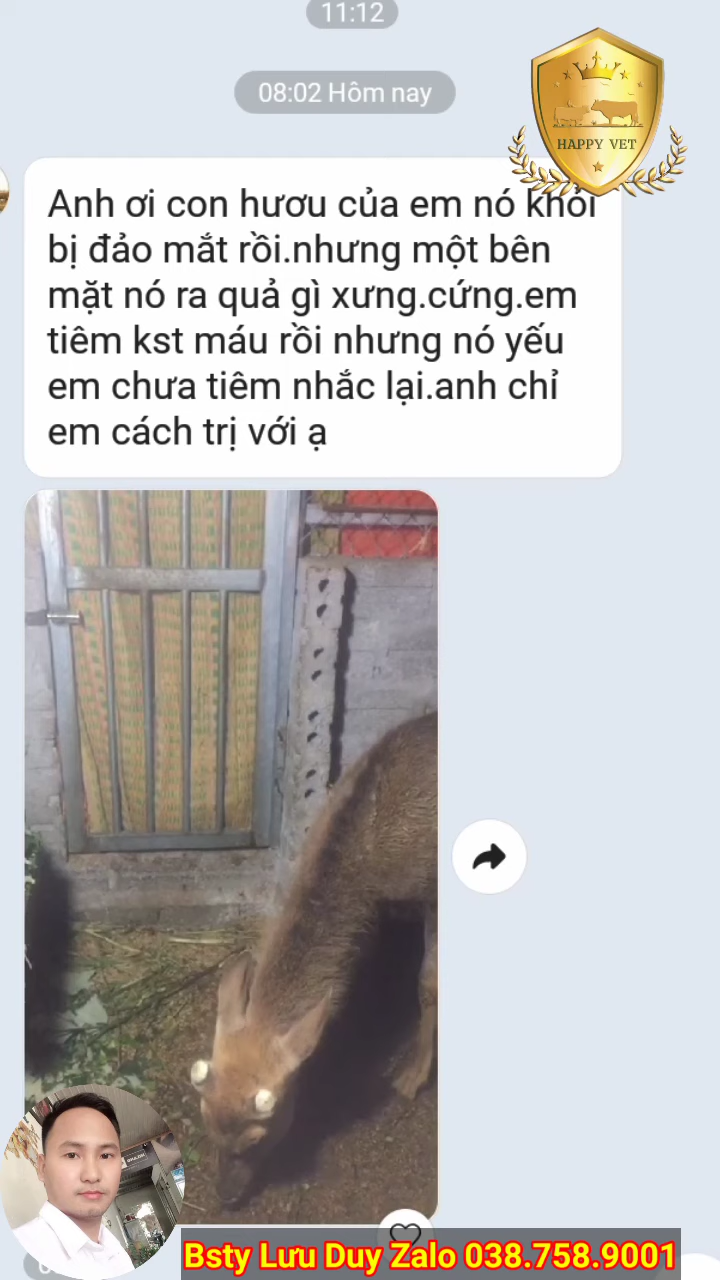 11:12
08:02 Hôm nay
HAPPY VET
Anh ơi con hươu của em nó khỏi
bị đảo mắt rồi.nhưng một bên
mặt nó ra quả gì xưng.cứng.em
tiêm kst máu rồi nhưng nó yếu
em chưa tiêm nhắc lại.anh chỉ
em cách trị với ạ
Bsty Lưu Duy Zalo 038.758.9001